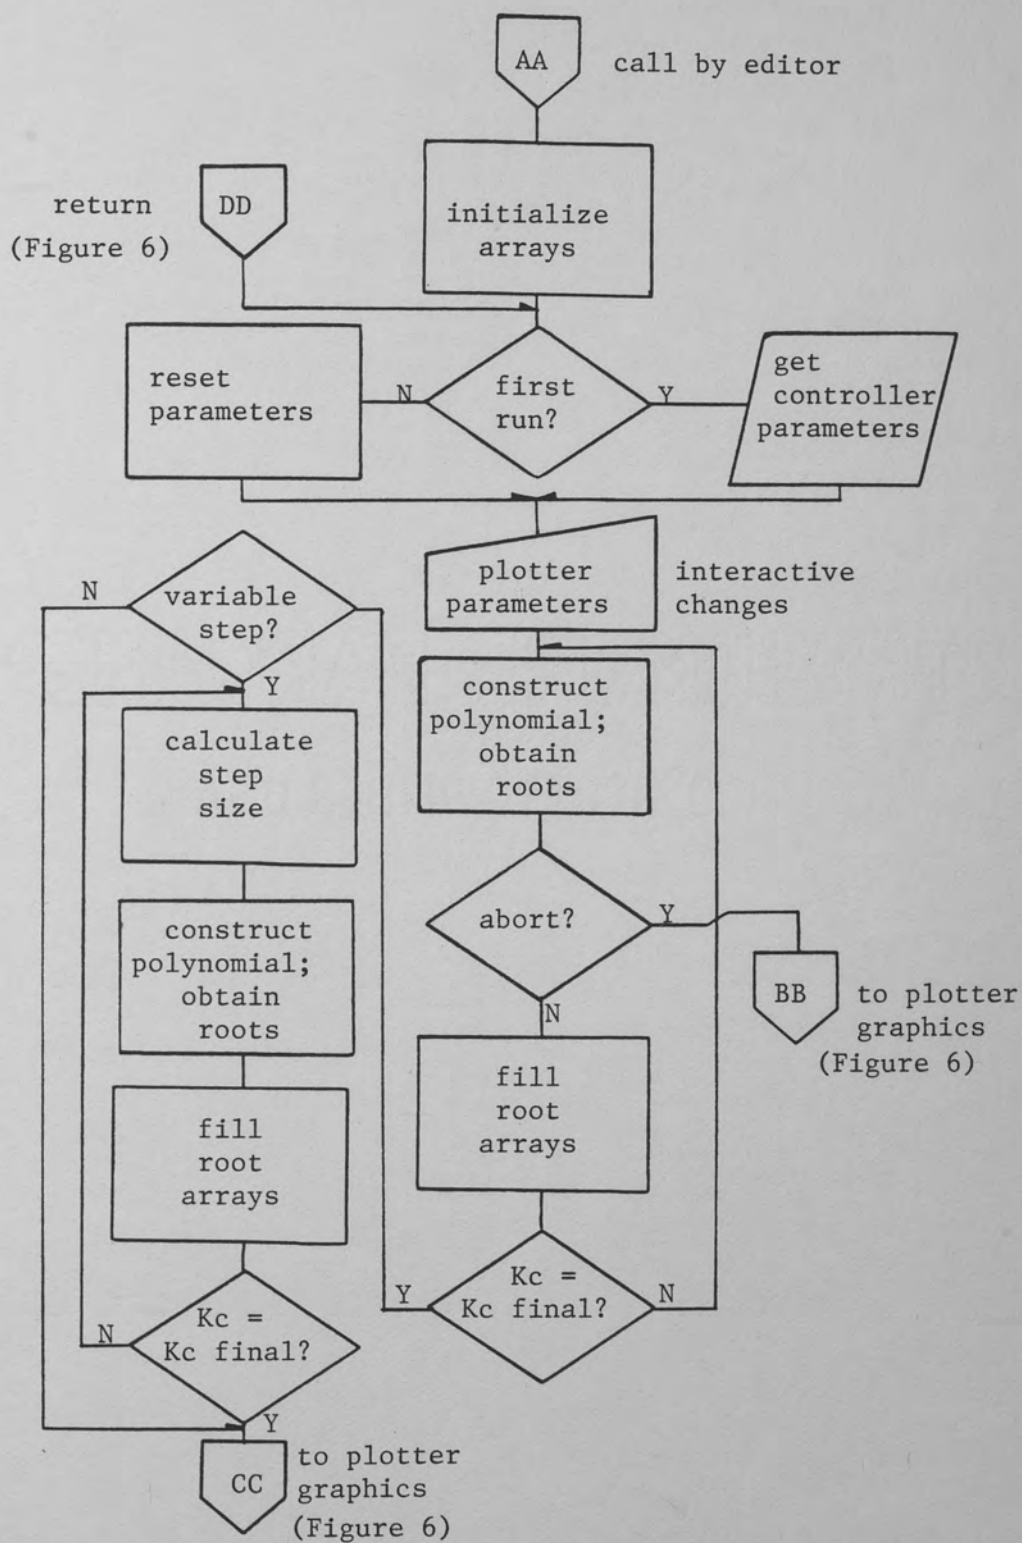 AA
call by editor
initialize
arrays
return
(Figure 6)
DD
first
run?
N
Y
reset
parameters
get
controller
parameters
plotter
parameters
interactive
changes
construct
polynomial;
obtain
roots
abort?
Y
N
BB
to plotter
graphics
(Figure 6)
fill
root
arrays
Kc =
Kc final?
Y
N
variable
step?
N
Y
calculate
step
size
construct
polynomial;
obtain
roots
fill
root
arrays
Kc =
Kc final?
N
Y
CC
to plotter
graphics
(Figure 6)